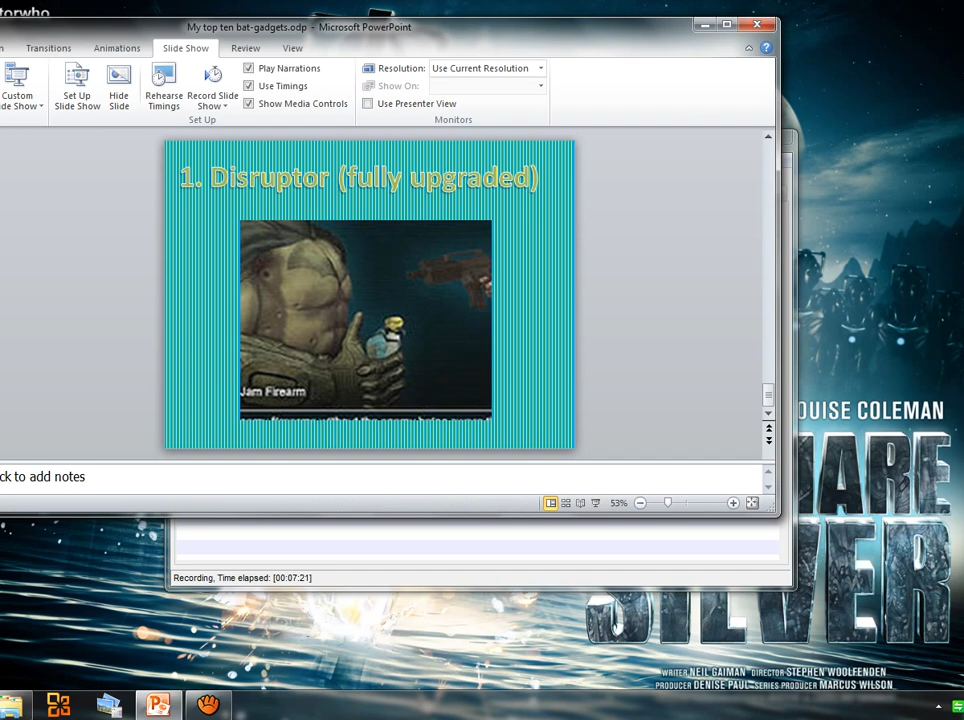 torwho
My top ten bat-gadgets.odp - Microsoft PowerPoint
Transitions Animations Slide Show Review View
Custom
de Show
Set Up
Slide Show
Hide
Slide
Rehearse
Timings
Record Slide
Show
Play Narrations
Use Timings
Show Media Controls
Set Up
Resolution: Use Current Resolution
Show On:
Use Presenter View
Monitors
1. Disruptor (fully upgraded)
Jam Firearm
ck to add notes
53%
Recording, Time elapsed: [00:07:21]
OUISE COLEMAN
MARE
SILVER
WRITER NEIL GAIMAN DIRECTOR STEPHEN WOOLFENDEN
PRODUCER DENISE PAUL SERIES PRODUCER MARCUS WILSON